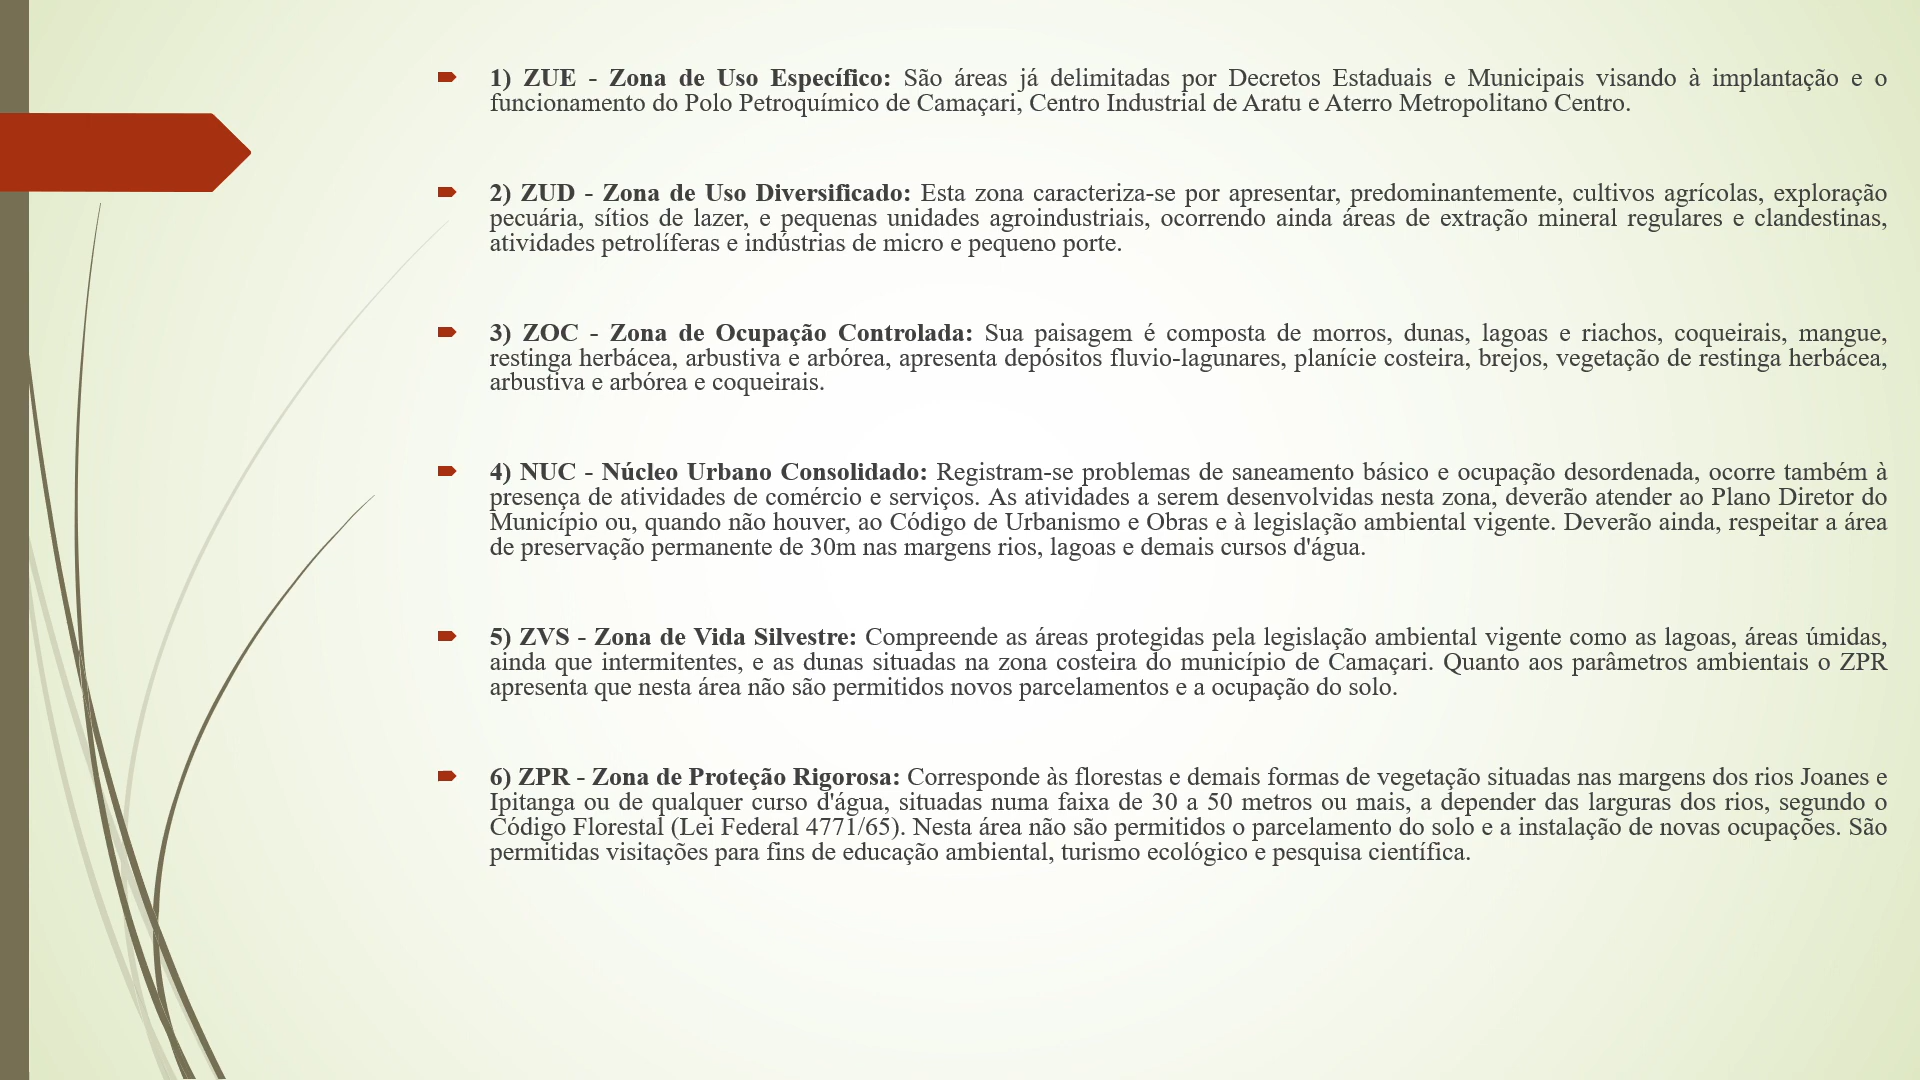 1) ZUE - Zona de Uso Específico: São áreas já delimitadas por Decretos Estaduais e Municipais visando à implantação e o
funcionamento do Polo Petroquímico de Camaçari, Centro Industrial de Aratu e Aterro Metropolitano Centro.
2) ZUD - Zona de Uso Diversificado: Esta zona caracteriza-se por apresentar, predominantemente, cultivos agrícolas, exploração
pecuária, sítios de lazer, e pequenas unidades agroindustriais, ocorrendo ainda áreas de extração mineral regulares e clandestinas,
atividades petrolíferas e indústrias de micro e pequeno porte.
3) ZOC - Zona de Ocupação Controlada: Sua paisagem é composta de morros, dunas, lagoas e riachos, coqueirais, mangue,
restinga herbácea, arbustiva e arbórea, apresenta depósitos fluvio-lagunares, planície costeira, brejos, vegetação de restinga herbácea,
arbustiva e arbórea e coqueirais.
4) NUC - Núcleo Urbano Consolidado: Registram-se problemas de saneamento básico e ocupação desordenada, ocorre também à
presença de atividades de comércio e serviços. As atividades a serem desenvolvidas nesta zona, deverão atender ao Plano Diretor do
Município ou, quando não houver, ao Código de Urbanismo e Obras e à legislação ambiental vigente. Deverão ainda, respeitar a área
de preservação permanente de 30m nas margens rios, lagoas e demais cursos d'água.
5) ZVS - Zona de Vida Silvestre: Compreende as áreas protegidas pela legislação ambiental vigente como as lagoas, áreas úmidas,
ainda que intermitentes, e as dunas situadas na zona costeira do município de Camaçari. Quanto aos parâmetros ambientais o ZPR
apresenta que nesta área não são permitidos novos parcelamentos e a ocupação do solo.
6) ZPR - Zona de Proteção Rigorosa: Corresponde às florestas e demais formas de vegetação situadas nas margens dos rios Joanes e
Ipitanga ou de qualquer curso d'água, situadas numa faixa de 30 a 50 metros ou mais, a depender das larguras dos rios, segundo o
Código Florestal (Lei Federal 4771/65). Nesta área não são permitidos o parcelamento do solo e a instalação de novas ocupações. São
permitidas visitações para fins de educação ambiental, turismo ecológico e pesquisa científica.